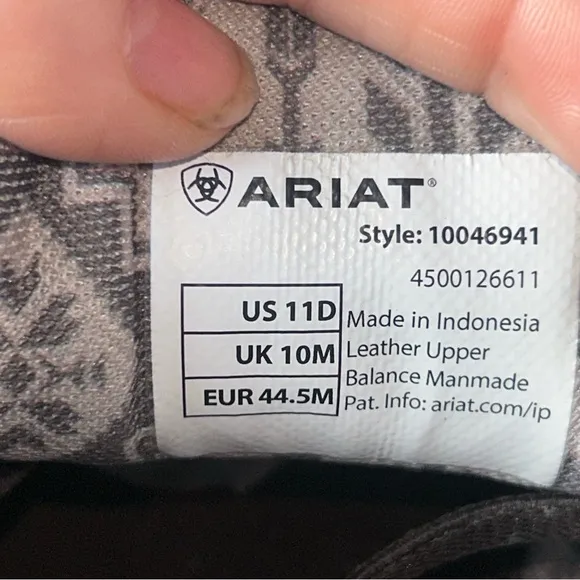 ARIAT®
Style: 10046941
4500126611
US 11D
UK 10M
EUR 44.5M
Made in Indonesia
Leather Upper
Balance Manmade
Pat. Info: ariat.com/ip